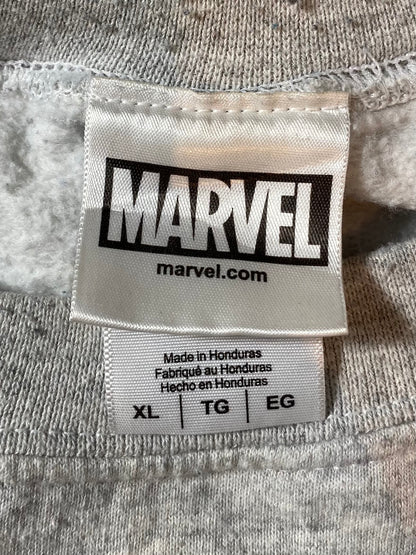 MARVEL
marvel.com
Made in Honduras
Fabriqué au Honduras
Hecho en Honduras
XL | TG | EG